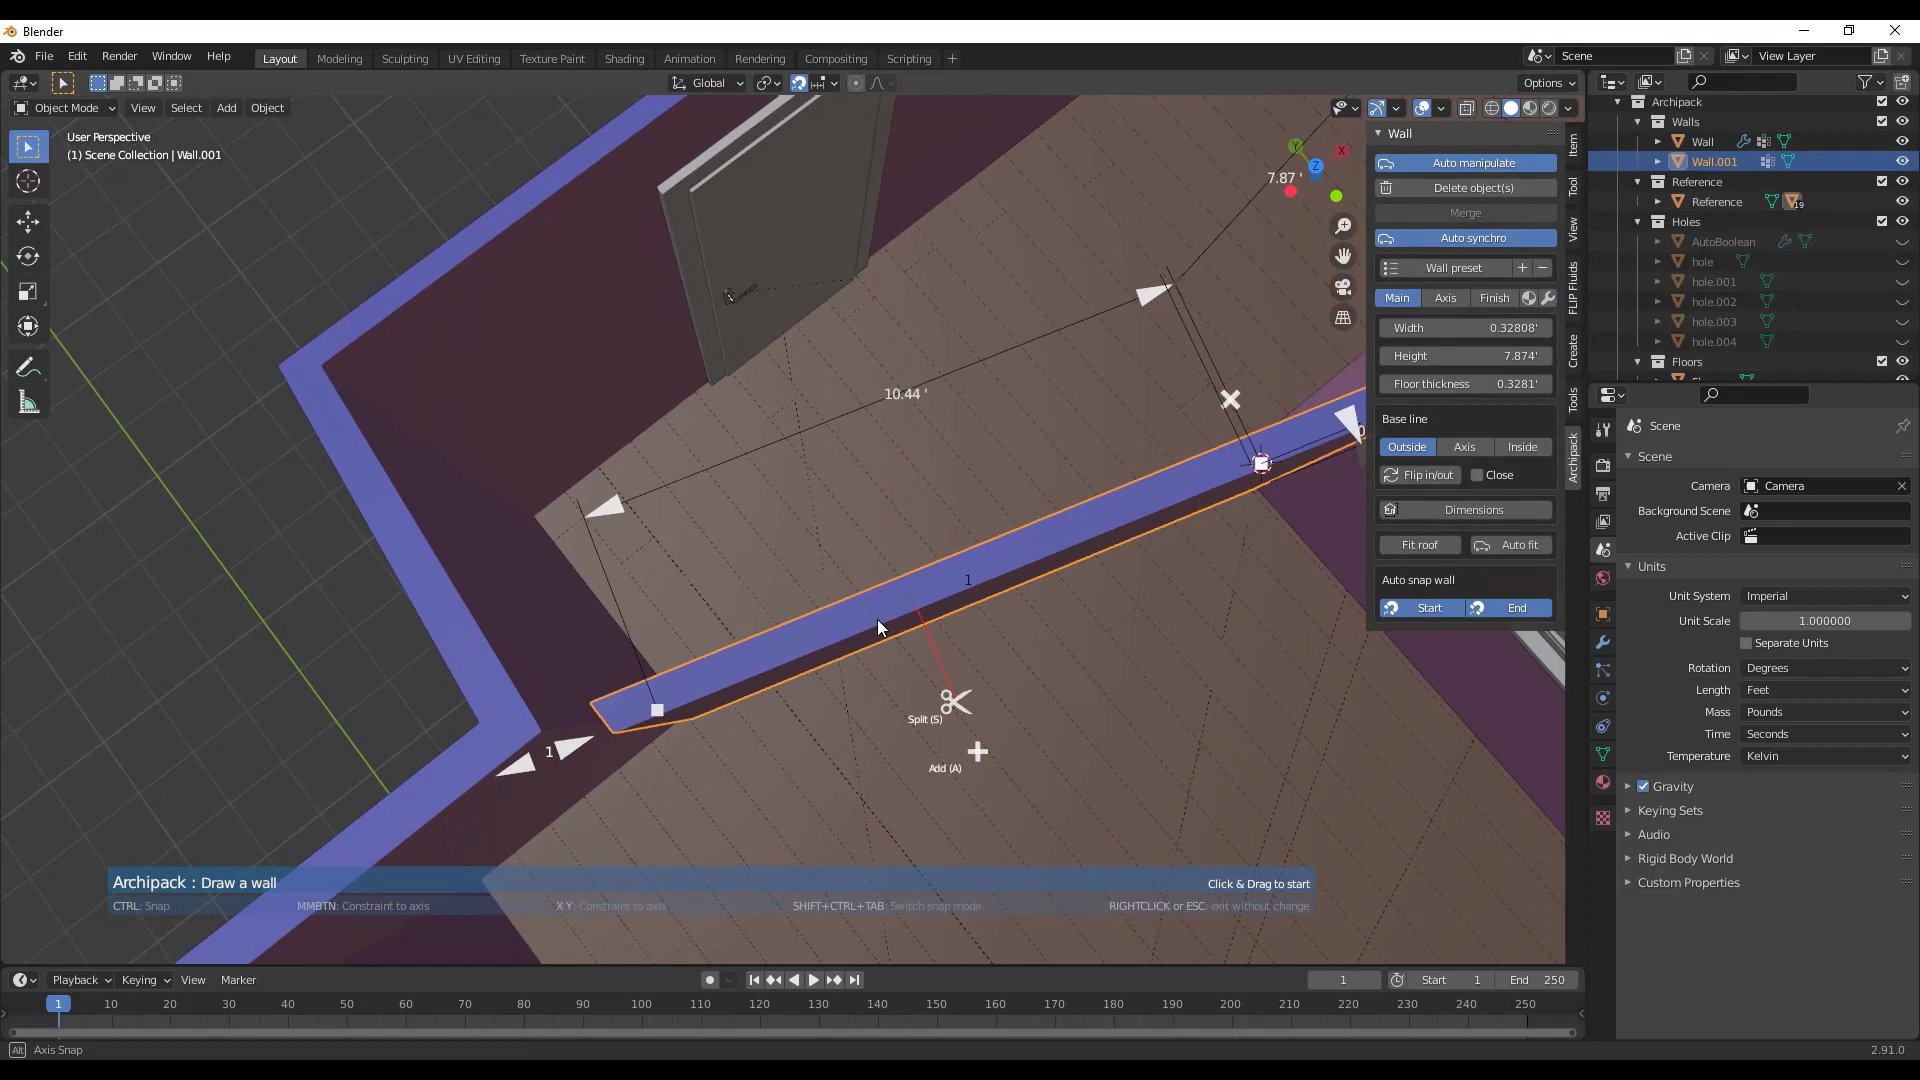 Blender
File Edit Render Window Help
Layout Modeling Sculpting UV Editing Texture Paint Shading Animation Rendering Compositing Scripting +
Scene
View Layer
Global
Options
Object Mode View Select Add Object
User Perspective
(1) Scene Collection | Wall.001
Y
X
Z
7.87 '
10.44 '
1
1
0
Split (S)
Add (A)
Wall
Auto manipulate
Delete object(s)
Merge
Auto synchro
Wall preset
Main Axis Finish
Width 0.32808'
Height 7.874'
Floor thickness 0.3281'
Base line
Outside Axis Inside
Flip in/out Close
Dimensions
Fit roof Auto fit
Auto snap wall
Start End
Item
Tool
View
FLIP Fluids
Create
Tools
Archipack
Archipack : Draw a wall Click & Drag to start
CTRL: Snap MMBTN: Constraint to axis X Y: Constraint to axis SHIFT+CTRL+TAB: Switch snap mode RIGHTCLICK or ESC: exit without change
Archipack
Walls
Wall
Wall.001
Reference
Reference 19
Holes
AutoBoolean
hole
hole.001
hole.002
hole.003
hole.004
Floors
Scene
Scene
Camera Camera
Background Scene
Active Clip
Units
Unit System Imperial
Unit Scale 1.000000
Separate Units
Rotation Degrees
Length Feet
Mass Pounds
Time Seconds
Temperature Kelvin
Gravity
Keying Sets
Audio
Rigid Body World
Custom Properties
Playback Keying View Marker
1 Start 1 End 250
1 10 20 30 40 50 60 70 80 90 100 110 120 130 140 150 160 170 180 190 200 210 220 230 240 250
Alt Axis Snap
2.91.0